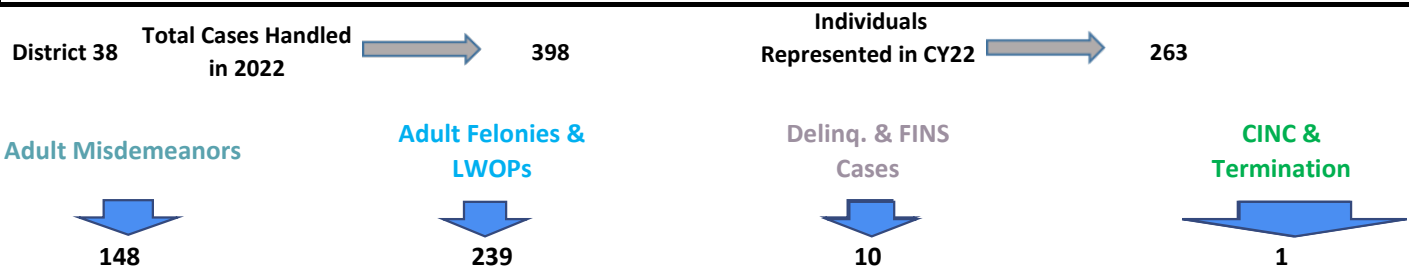 District 38 Total Cases Handled in 2022 398 Individuals Represented in CY22 263
Adult Misdemeanors
Adult Felonies &
LWOPs
Delinq. & FINS
Cases
CINC &
Termination
148 239 10 1